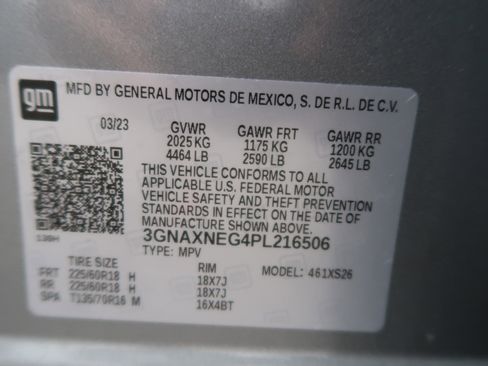 gm
MFD BY GENERAL MOTORS DE MEXICO, S. DE R.L. DE C.V.
03/23 GVWR GAWR FRT GAWR RR
2025 KG 1175 KG 1200 KG
4464 LB 2590 LB 2645 LB
THIS VEHICLE CONFORMS TO ALL
APPLICABLE U.S. FEDERAL MOTOR
VEHICLE SAFETY AND THEFT PREVENTION
STANDARDS IN EFFECT ON THE DATE OF
MANUFACTURE SHOWN ABOVE.
3GNAXNEG4PL216506
TYPE: MPV
TIRE SIZE RIM MODEL: 461XS26
FRT 225/60R18 H 18X7J
RR 225/60R18 H 18X7J
SPA T135/70R16 M 16X4BT